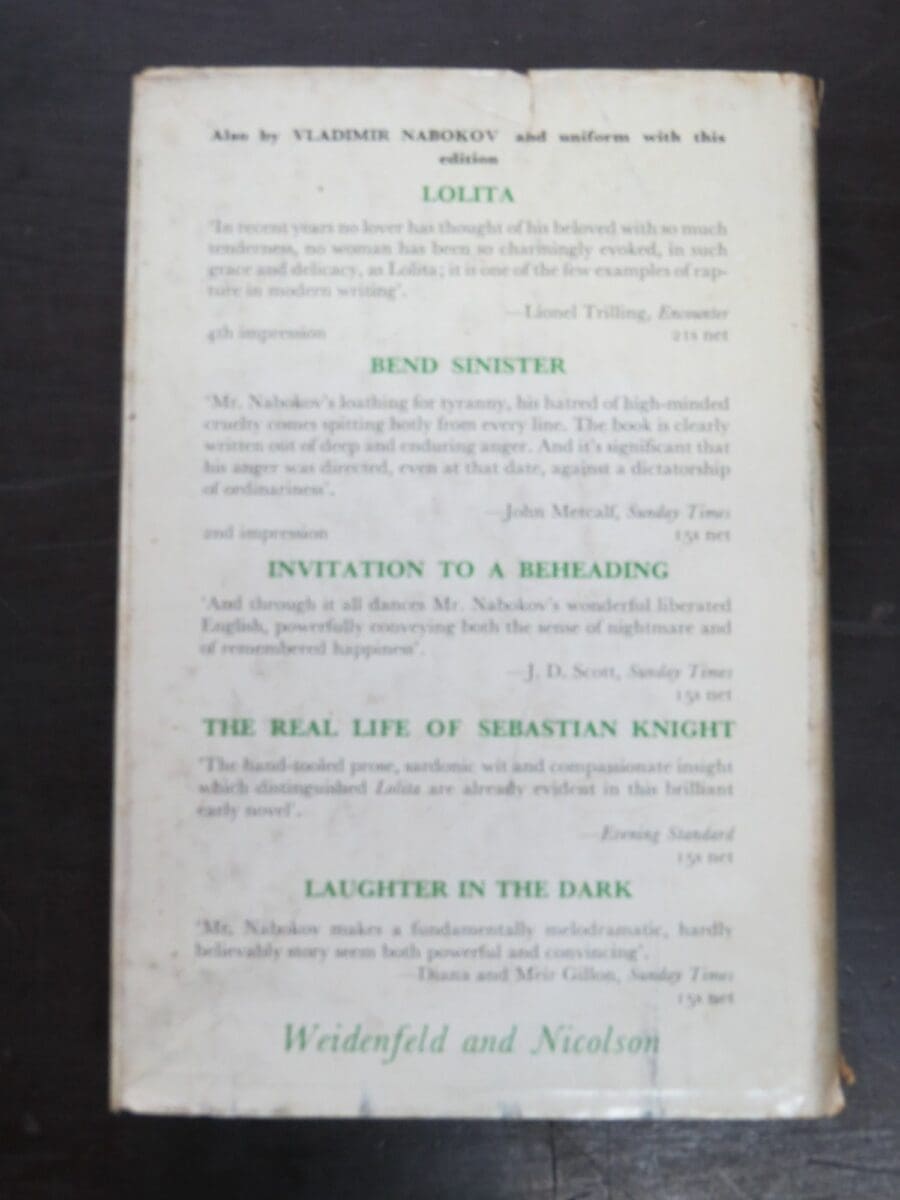 Also by VLADIMIR NABOKOV and uniform with this
edition
LOLITA
'In recent years no lover has thought of his beloved with so much
tenderness, no woman has been so charmingly evoked, in such
grace and delicacy, as Lolita; it is one of the few examples of rap-
ture in modern writing'.
—Lionel Trilling, Encounter
4th impression 21s net
BEND SINISTER
'Mr. Nabokov's loathing for tyranny, his hatred of high-minded
cruelty comes spitting hotly from every line. The book is clearly
written out of deep and enduring anger. And it's significant that
his anger was directed, even at that date, against a dictatorship
of ordinariness'.
—John Metcalf, Sunday Times
2nd impression 15s net
INVITATION TO A BEHEADING
'And through it all dances Mr. Nabokov's wonderful liberated
English, powerfully conveying both the sense of nightmare and
of remembered happiness'.
—J. D. Scott, Sunday Times
15s net
THE REAL LIFE OF SEBASTIAN KNIGHT
'The hand-tooled prose, sardonic wit and compassionate insight
which distinguished Lolita are already evident in this brilliant
early novel'.
—Evening Standard
15s net
LAUGHTER IN THE DARK
'Mr. Nabokov makes a fundamentally melodramatic, hardly
believably story seem both powerful and convincing'.
—Diana and Meir Gillon, Sunday Times
15s net
Weidenfeld and Nicolson